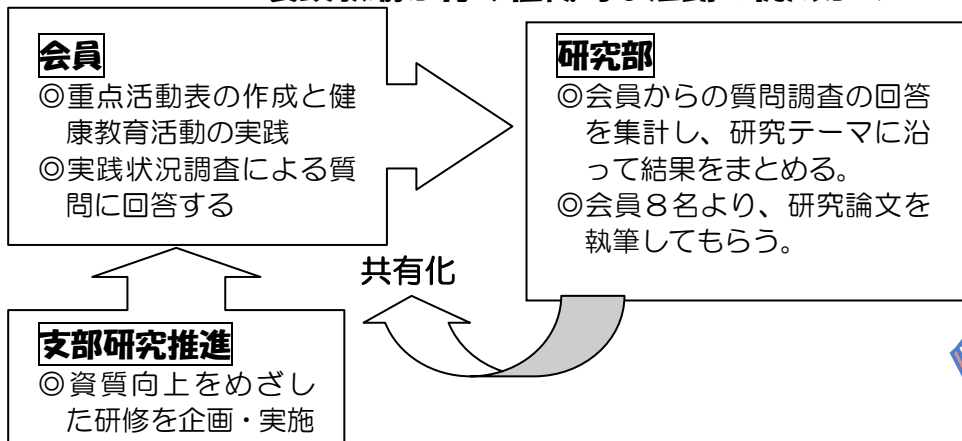 会員
◎重点活動表の作成と健
康教育活動の実践
◎実践状況調査による質
問に回答する
研究部
◎会員からの質問調査の回答
を集計し、研究テーマに沿
って結果をまとめる。
◎会員８名より、研究論文を
執筆してもらう。
共有化
支部研究推進
◎資質向上をめざし
た研修を企画・実施